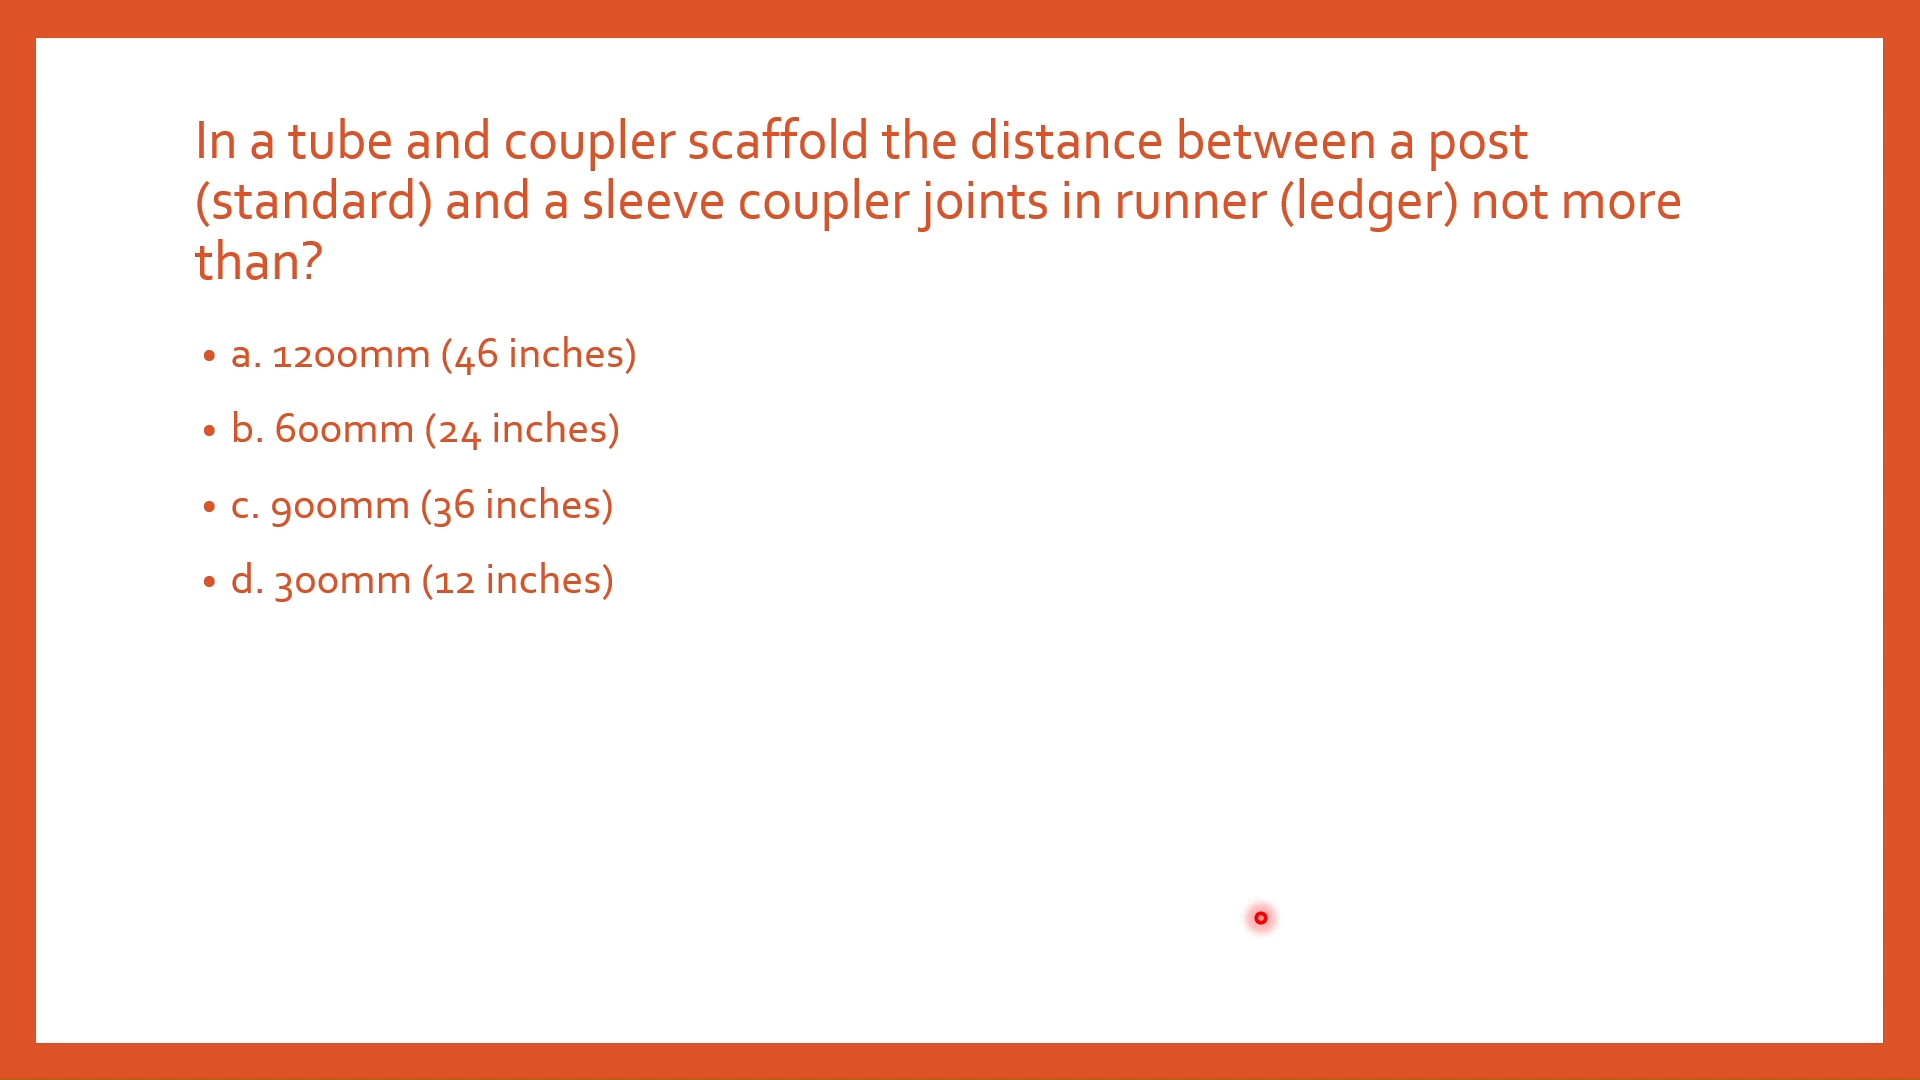 In a tube and coupler scaffold the distance between a post
(standard) and a sleeve coupler joints in runner (ledger) not more
than?
• a. 1200mm (46 inches)
• b. 600mm (24 inches)
• c. 900mm (36 inches)
• d. 300mm (12 inches)